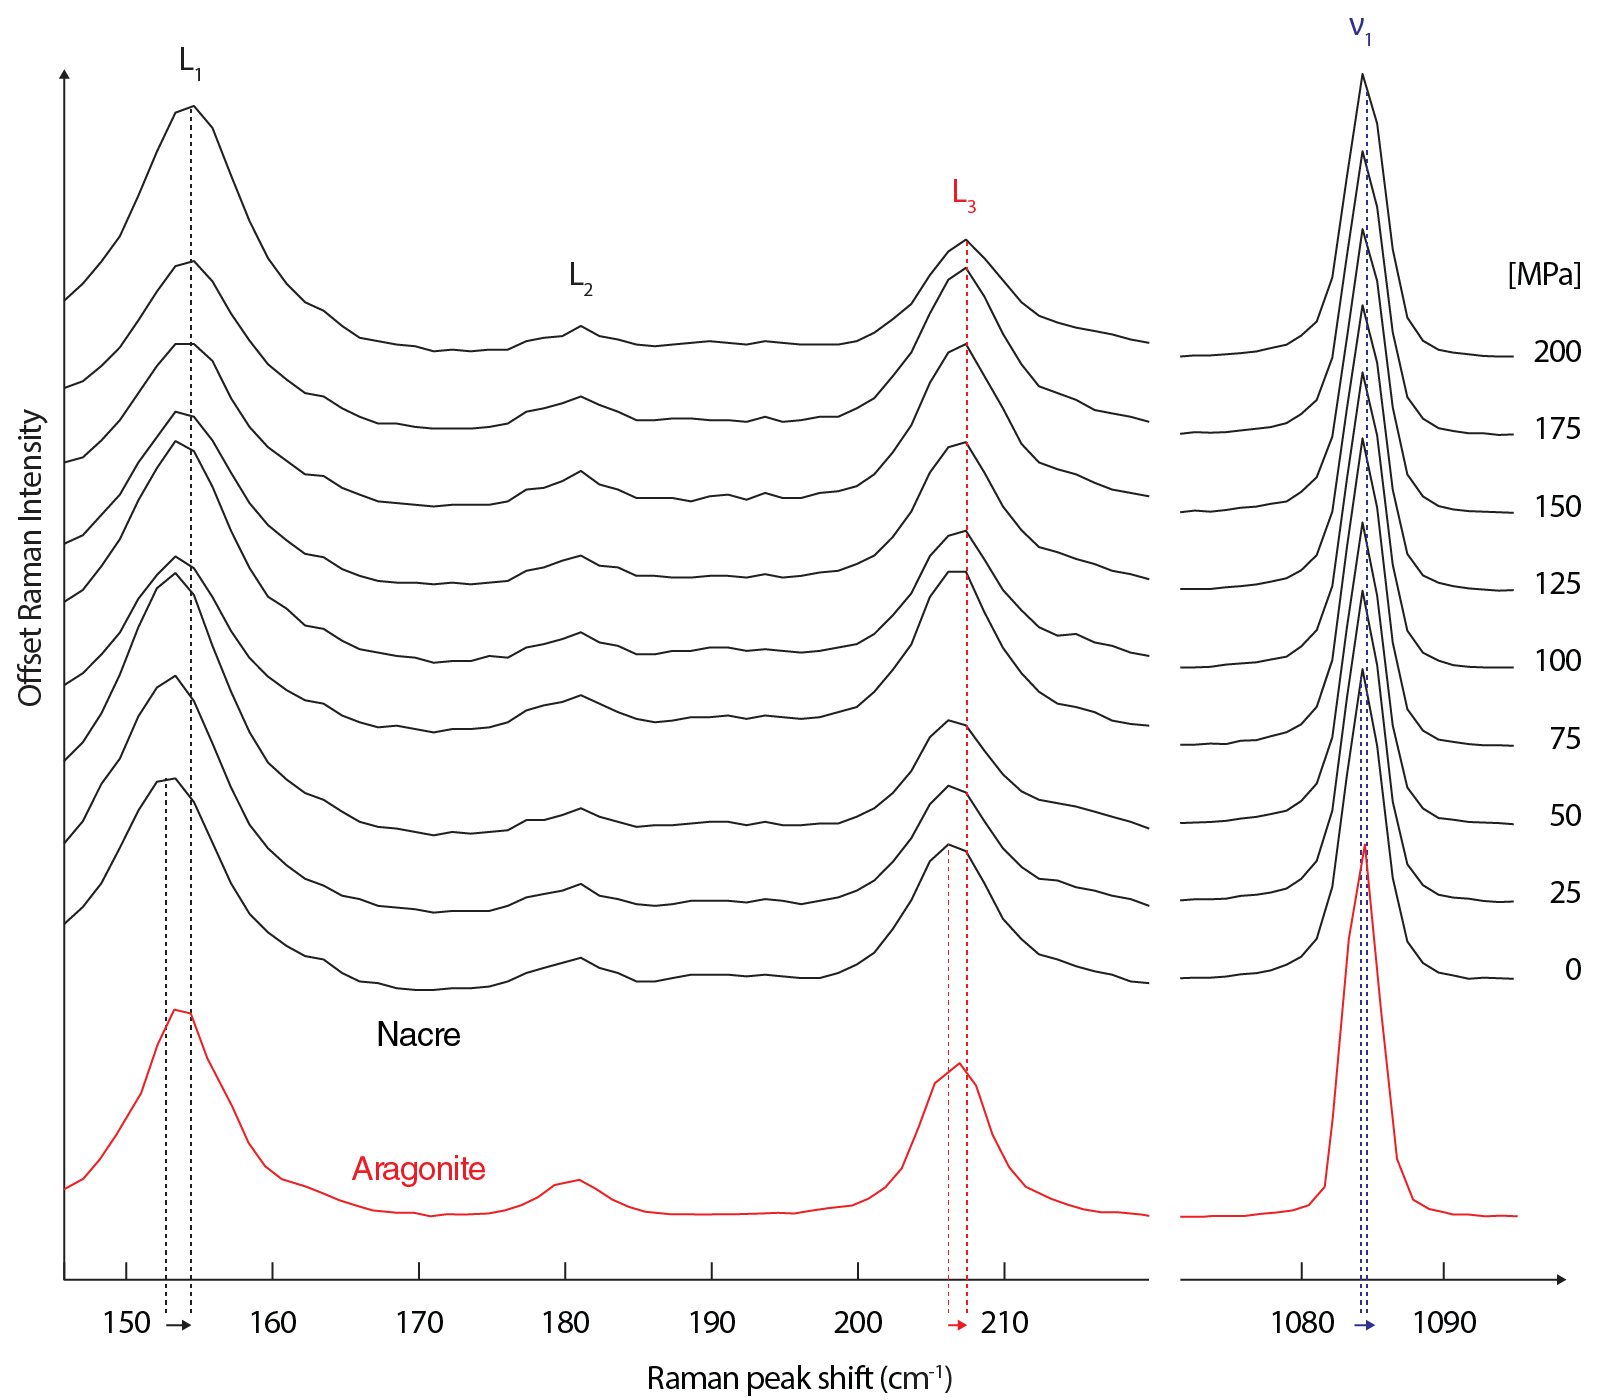 ν1
L1
L3
L2
[MPa]
200
175
150
125
100
75
50
25
0
Offset Raman Intensity
Nacre
Aragonite
150 160 170 180 190 200 210 1080 1090
Raman peak shift (cm-1)